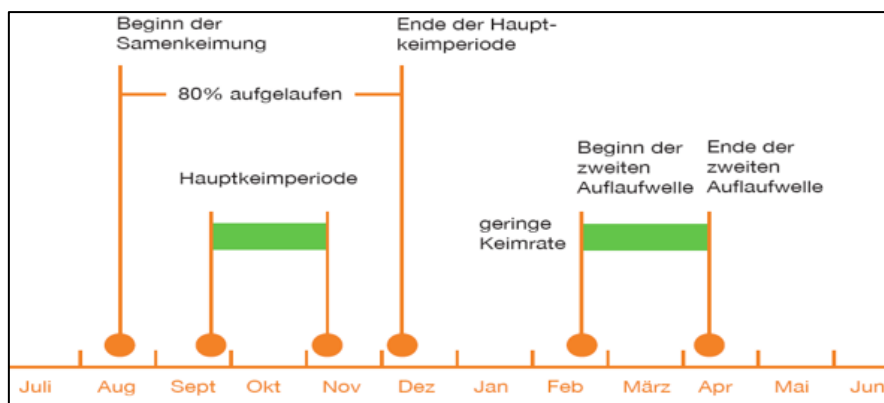 Beginn der
Samenkeimung
Ende der Haupt-
keimperiode
80% aufgelaufen
Hauptkeimperiode
Beginn der
zweiten
Auflaufwelle
Ende der
zweiten
Auflaufwelle
geringe
Keimrate
Juli Aug Sept Okt Nov Dez Jan Feb März Apr Mai Jun